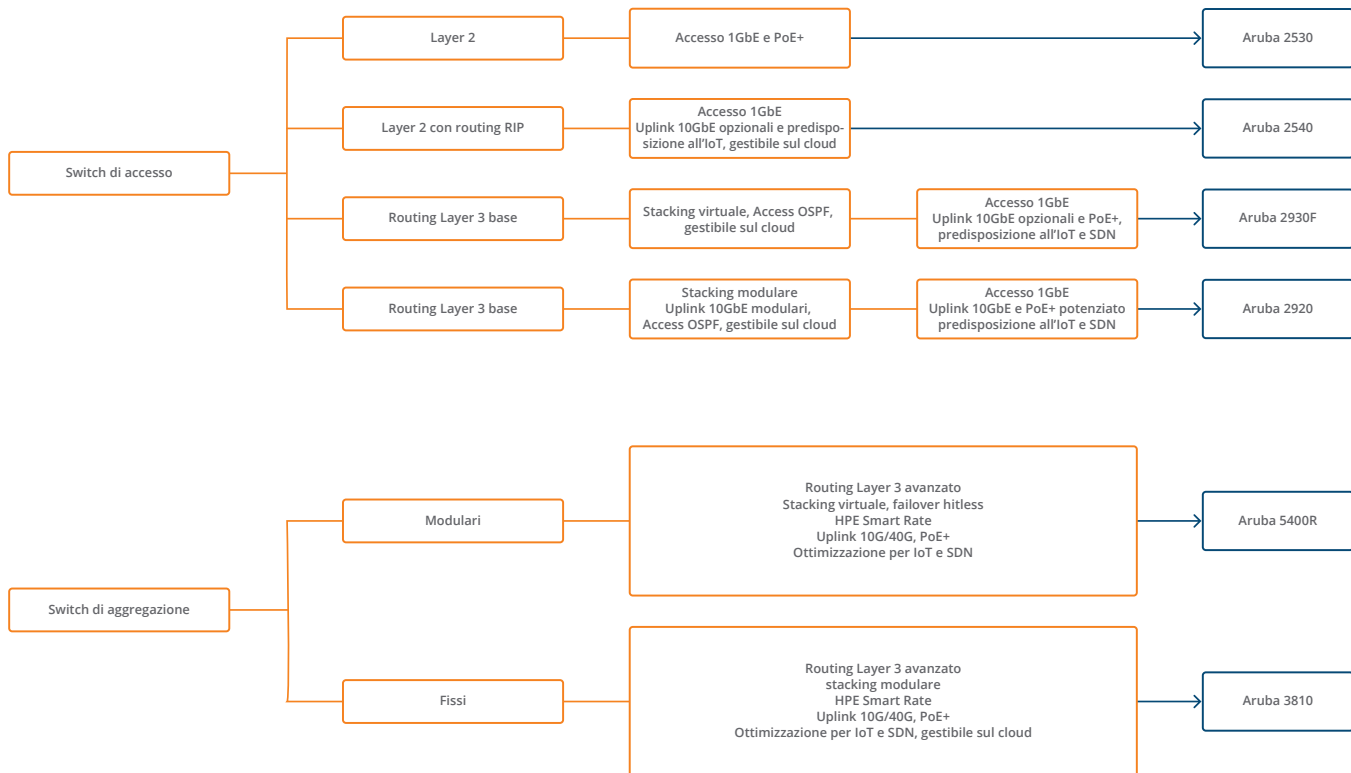 Layer 2
Accesso 1GbE e PoE+
Aruba 2530
Layer 2 con routing RIP
Accesso 1GbE
Uplink 10GbE opzionali e predispo-
sizione all'IoT, gestibile sul cloud
Aruba 2540
Switch di accesso
Routing Layer 3 base
Stacking virtuale, Access OSPF,
gestibile sul cloud
Accesso 1GbE
Uplink 10GbE opzionali e PoE+,
predisposizione all'IoT e SDN
Aruba 2930F
Routing Layer 3 base
Stacking modulare
Uplink 10GbE modulari,
Access OSPF, gestibile sul cloud
Accesso 1GbE
Uplink 10GbE e PoE+ potenziato
predisposizione all'IoT e SDN
Aruba 2920
Switch di aggregazione
Modulari
Routing Layer 3 avanzato
Stacking virtuale, failover hitless
HPE Smart Rate
Uplink 10G/40G, PoE+
Ottimizzazione per IoT e SDN
Aruba 5400R
Fissi
Routing Layer 3 avanzato
stacking modulare
HPE Smart Rate
Uplink 10G/40G, PoE+
Ottimizzazione per IoT e SDN, gestibile sul cloud
Aruba 3810